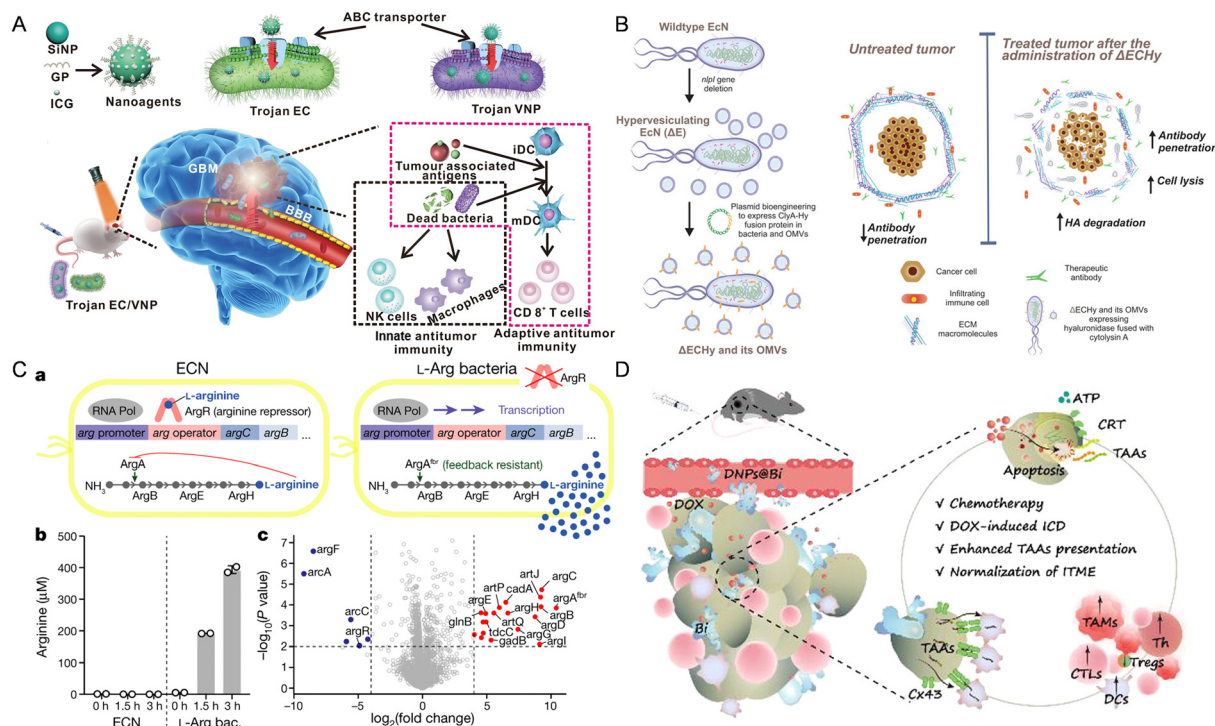 A
SiNP
GP
ICG
Nanoagents
ABC transporter
Trojan EC
Trojan VNP
GBM
BBB
Trojan EC/VNP
Tumour associated
antigens
Dead bacteria
iDC
mDC
NK cells
Macrophages
CD 8+ T cells
Innate antitumor
immunity
Adaptive antitumor
immunity
B
Wildtype EcN
nlpI gene
deletion
Hypervesiculating
EcN (ΔE)
Plasmid bioengineering
to express ClyA-Hy
fusion protein in
bacteria and OMVs
ΔECHy and its OMVs
Untreated tumor
Treated tumor after the
administration of ΔECHy
Antibody
penetration
Antibody
penetration
Cell lysis
HA degradation
Cancer cell
Infiltrating
immune cell
ECM
macromolecules
Therapeutic
antibody
ΔECHy and its OMVs
expressing
hyaluronidase fused with
cytolysin A
C
a
ECN
L-arginine
RNA Pol
ArgR (arginine repressor)
arg promoter arg operator argC argB ...
ArgA
NH3
ArgB ArgE ArgH
L-arginine
L-Arg bacteria
ArgR
RNA Pol
Transcription
arg promoter arg operator argC argB ...
ArgAfbr (feedback resistant)
NH3
ArgB ArgE ArgH
L-arginine
b
Arginine (μM)
500
400
300
200
100
0
0 h 1.5 h 3 h 0 h 1.5 h 3 h
ECN L-Arg bac.
c
−log10(P value)
7
6
5
4
3
2
1
0
−10 −5 0 5 10
log2(fold change)
argF
arcA
arcC
argR
artJ
argC
artP cadA
argAfbr
argE
argH
argB
glnB
artQ
argD
tdcC
argG
gadB
argI
D
DNPs@Bi
DOX
Bi
ATP
CRT
TAAs
Apoptosis
√ Chemotherapy
√ DOX-induced ICD
√ Enhanced TAAs presentation
√ Normalization of ITME
TAAs
Cx43
TAMs
Th
Tregs
CTLs
DCs